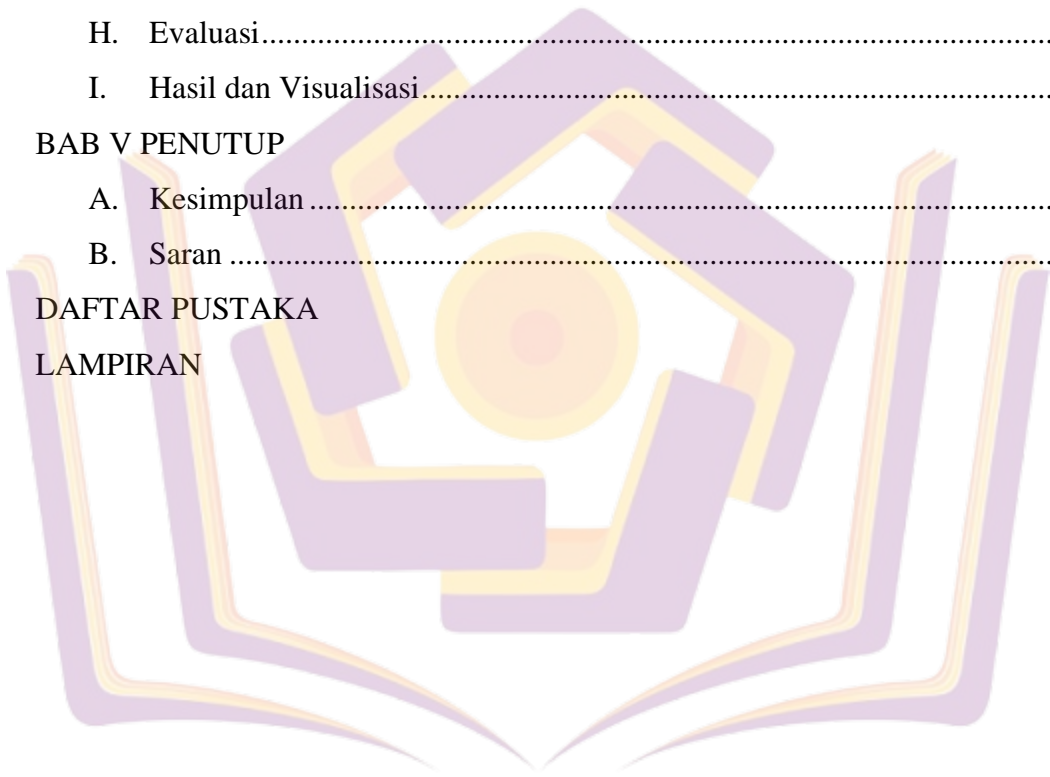 H. Evaluasi....................................................................................................
I. Hasil dan Visualisasi................................................................................
BAB V PENUTUP
A. Kesimpulan ..............................................................................................
B. Saran ........................................................................................................
DAFTAR PUSTAKA
LAMPIRAN